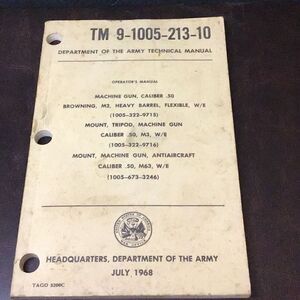 TM 9-1005-213-10
DEPARTMENT OF THE ARMY TECHNICAL MANUAL
OPERATOR'S MANUAL
MACHINE GUN, CALIBER .50
BROWNING, M2, HEAVY BARREL, FLEXIBLE, W/E
(1005-322-9715)
MOUNT, TRIPOD, MACHINE GUN
CALIBER .50, M3, W/E
(1005-322-9716)
MOUNT, MACHINE GUN, ANTIAIRCRAFT
CALIBER .50, M63, W/E
(1005-673-3246)
HEADQUARTERS, DEPARTMENT OF THE ARMY
JULY 1968
TAGO 5200C